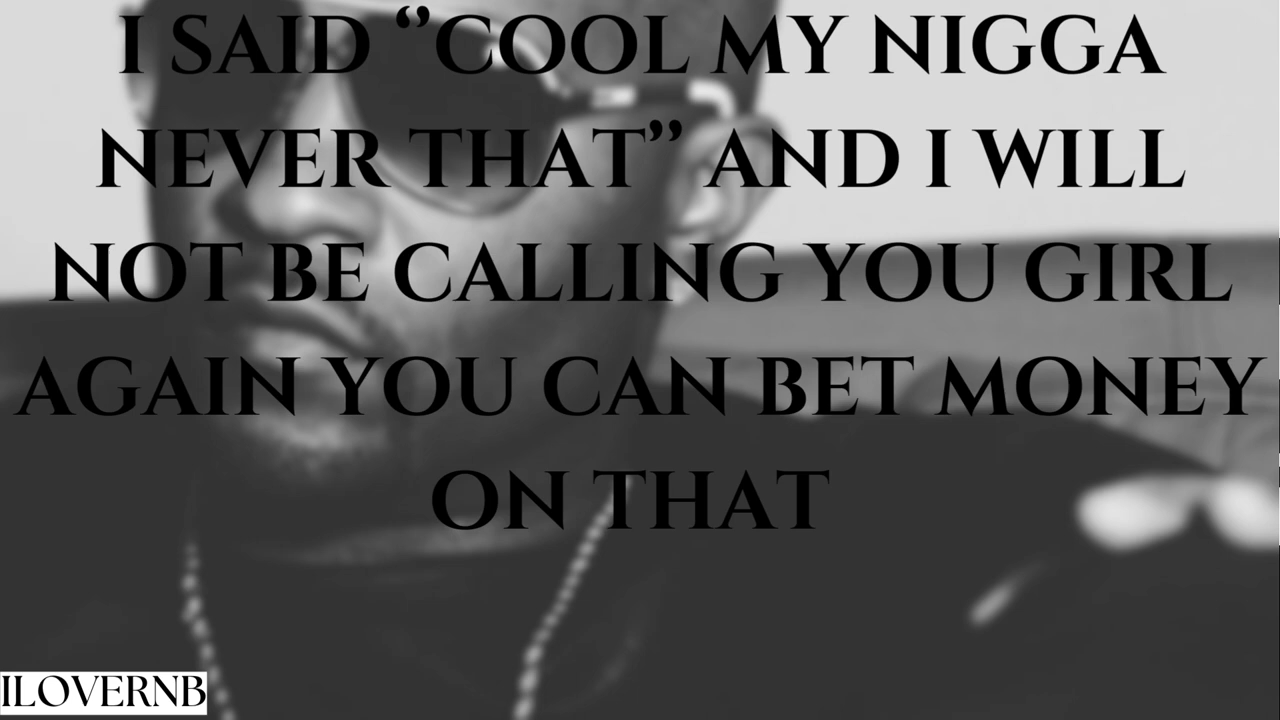 I SAID “COOL MY NIGGA
NEVER THAT” AND I WILL
NOT BE CALLING YOU GIRL
AGAIN YOU CAN BET MONEY
ON THAT
ILOVERNB